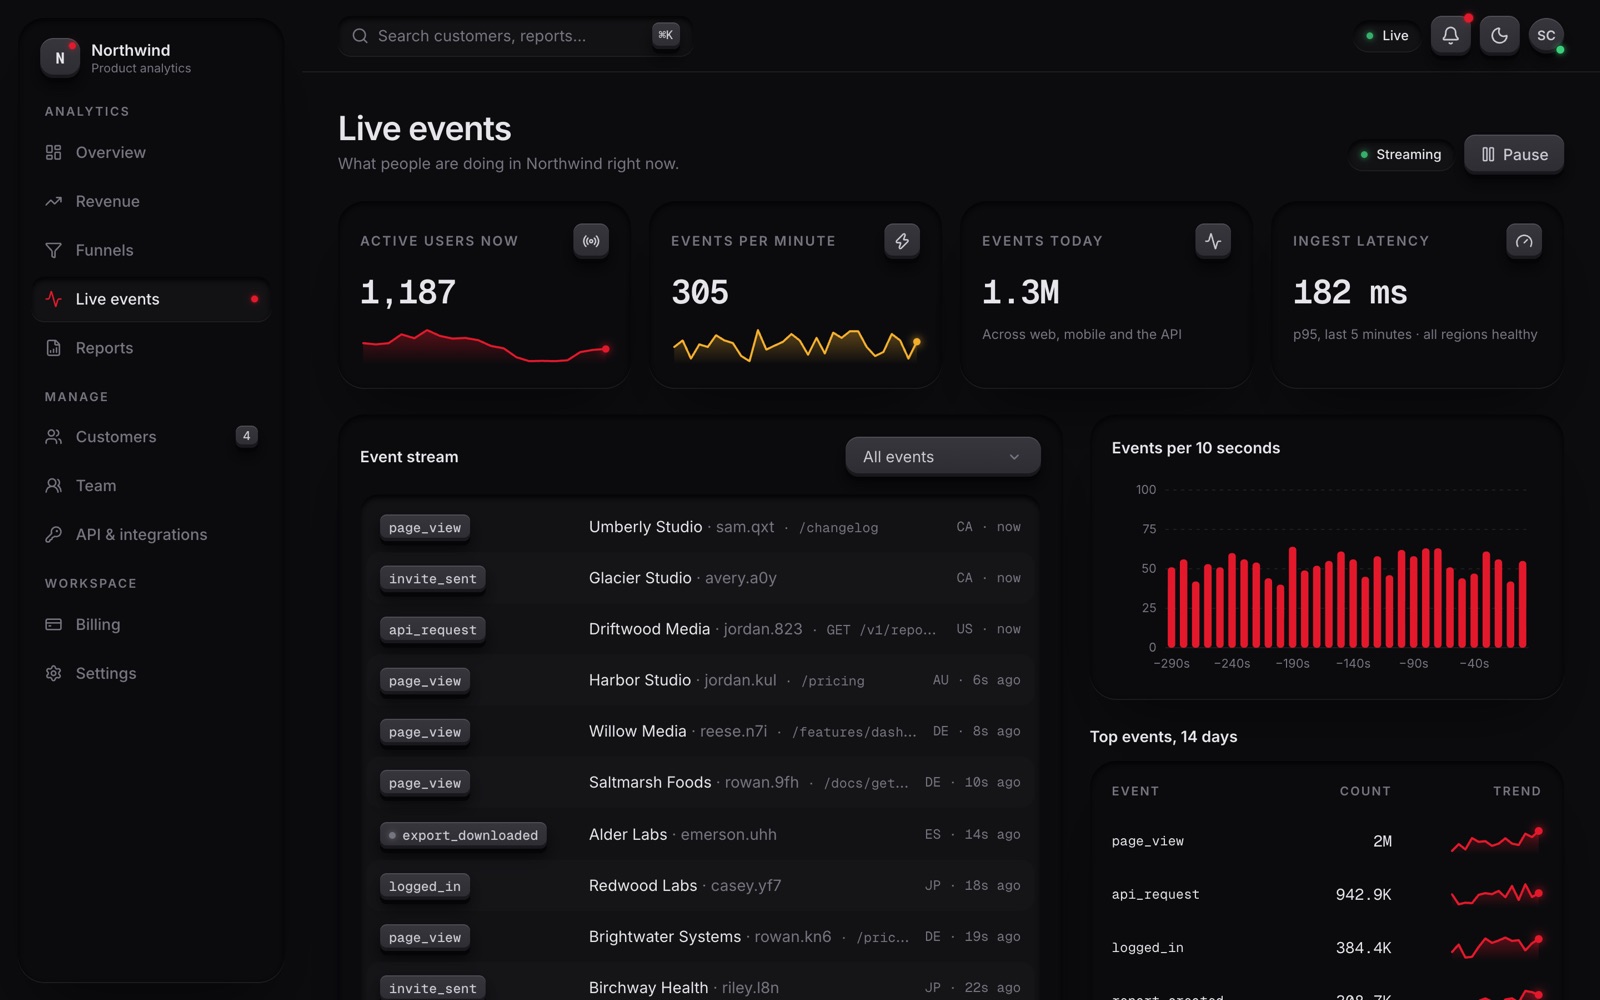 N
Northwind
Product analytics
ANALYTICS
Overview
Revenue
Funnels
Live events
Reports
MANAGE
Customers 4
Team
API & integrations
WORKSPACE
Billing
Settings
Search customers, reports... ⌘K
Live
SC
Live events
What people are doing in Northwind right now.
Streaming
Pause
ACTIVE USERS NOW
1,187
EVENTS PER MINUTE
305
EVENTS TODAY
1.3M
Across web, mobile and the API
INGEST LATENCY
182 ms
p95, last 5 minutes · all regions healthy
Event stream
All events
page_view Umberly Studio · sam.qxt · /changelog CA · now
invite_sent Glacier Studio · avery.a0y CA · now
api_request Driftwood Media · jordan.823 · GET /v1/repo... US · now
page_view Harbor Studio · jordan.kul · /pricing AU · 6s ago
page_view Willow Media · reese.n7i · /features/dash... DE · 8s ago
page_view Saltmarsh Foods · rowan.9fh · /docs/get... DE · 10s ago
export_downloaded Alder Labs · emerson.uhh ES · 14s ago
logged_in Redwood Labs · casey.yf7 JP · 18s ago
page_view Brightwater Systems · rowan.kn6 · /pric... DE · 19s ago
invite_sent Birchway Health · riley.l8n JP · 22s ago
Events per 10 seconds
100
75
50
25
0
−290s −240s −190s −140s −90s −40s
Top events, 14 days
EVENT COUNT TREND
page_view 2M
api_request 942.9K
logged_in 384.4K